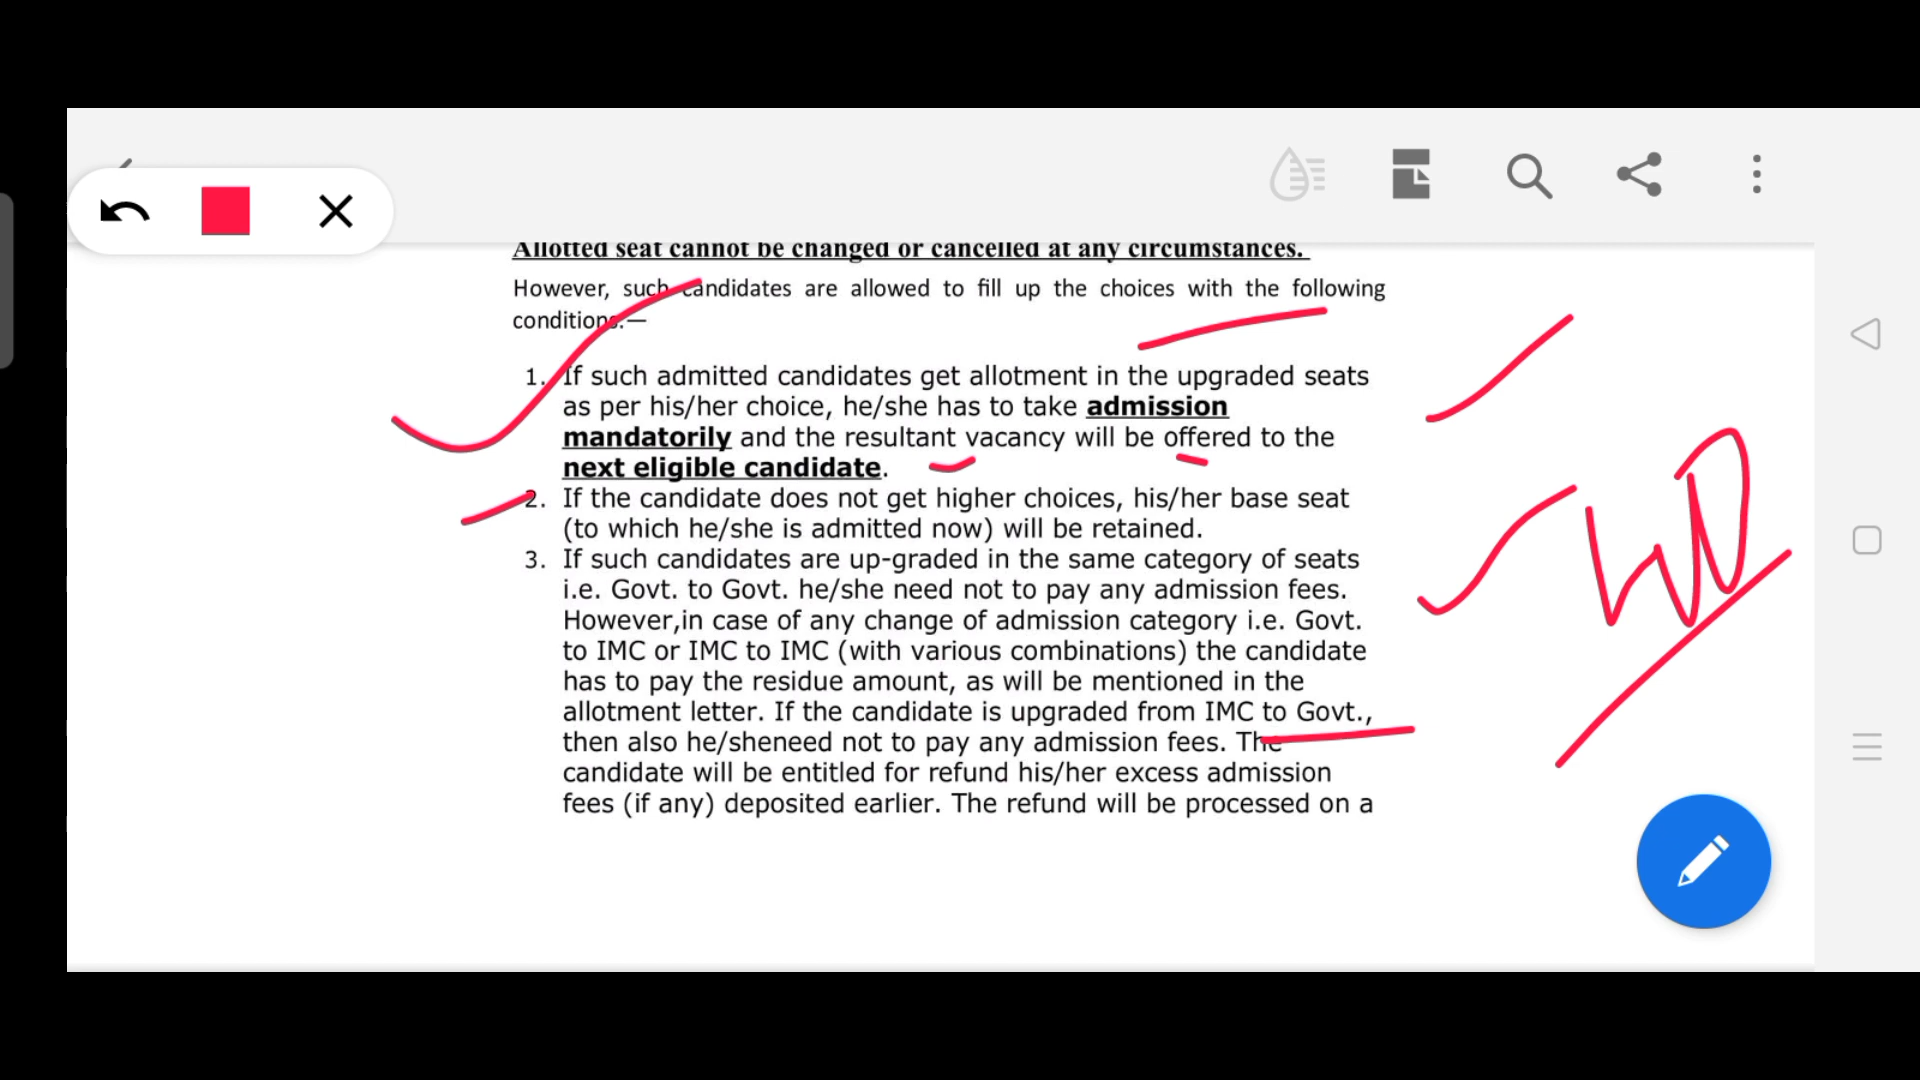 Allotted seat cannot be changed or cancelled at any circumstances.
However, such candidates are allowed to fill up the choices with the following
conditions.—
1. If such admitted candidates get allotment in the upgraded seats
as per his/her choice, he/she has to take admission
mandatorily and the resultant vacancy will be offered to the
next eligible candidate.
2. If the candidate does not get higher choices, his/her base seat
(to which he/she is admitted now) will be retained.
3. If such candidates are up-graded in the same category of seats
i.e. Govt. to Govt. he/she need not to pay any admission fees.
However,in case of any change of admission category i.e. Govt.
to IMC or IMC to IMC (with various combinations) the candidate
has to pay the residue amount, as will be mentioned in the
allotment letter. If the candidate is upgraded from IMC to Govt.,
then also he/sheneed not to pay any admission fees. The
candidate will be entitled for refund his/her excess admission
fees (if any) deposited earlier. The refund will be processed on a